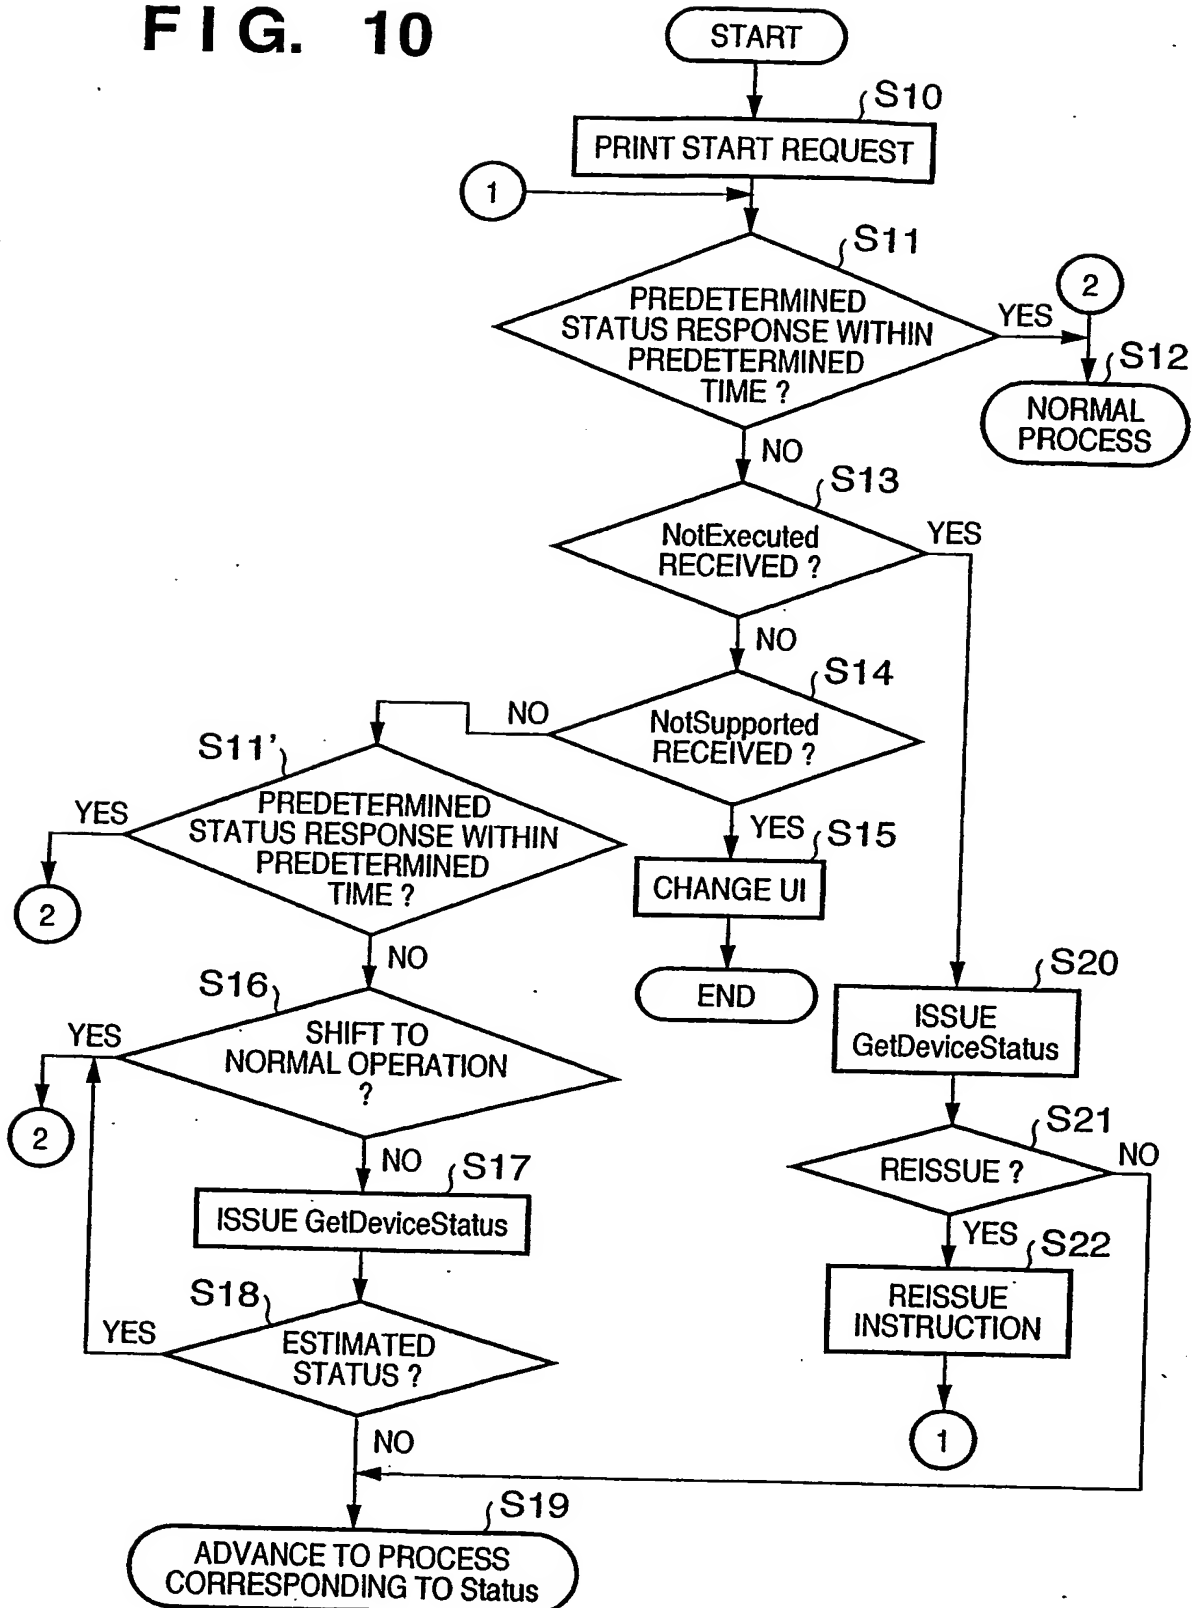 FIG. 10
START
S10
PRINT START REQUEST
1
S11
PREDETERMINED
STATUS RESPONSE WITHIN
PREDETERMINED
TIME ?
YES
2
S12
NORMAL
PROCESS
NO
S13
NotExecuted
RECEIVED ?
YES
NO
S14
NotSupported
RECEIVED ?
NO
YES
S15
CHANGE UI
END
S11'
PREDETERMINED
STATUS RESPONSE WITHIN
PREDETERMINED
TIME ?
YES
2
NO
S16
SHIFT TO
NORMAL OPERATION
?
YES
2
NO
S17
ISSUE GetDeviceStatus
S18
ESTIMATED
STATUS ?
YES
NO
S20
ISSUE
GetDeviceStatus
S21
REISSUE ?
NO
YES
S22
REISSUE
INSTRUCTION
1
S19
ADVANCE TO PROCESS
CORRESPONDING TO Status